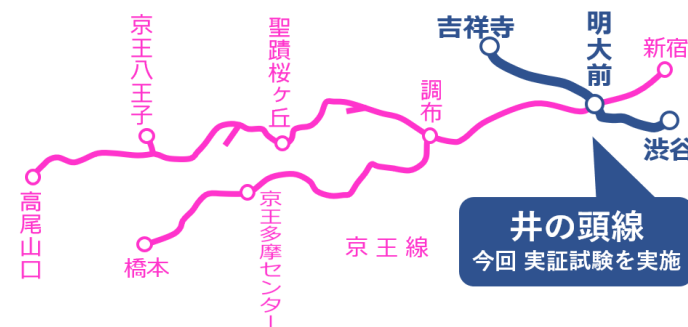 京王八王子
聖蹟桜ヶ丘
吉祥寺
明大前
新宿
調布
渋谷
高尾山口
橋本
京王多摩センター
京王線
井の頭線
今回 実証試験を実施